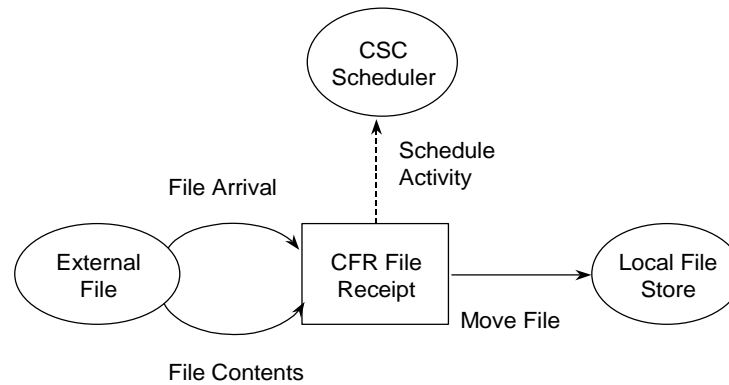 CSC
Scheduler
Schedule
Activity
File Arrival
External
File
CFR File
Receipt
Local File
Store
Move File
File Contents